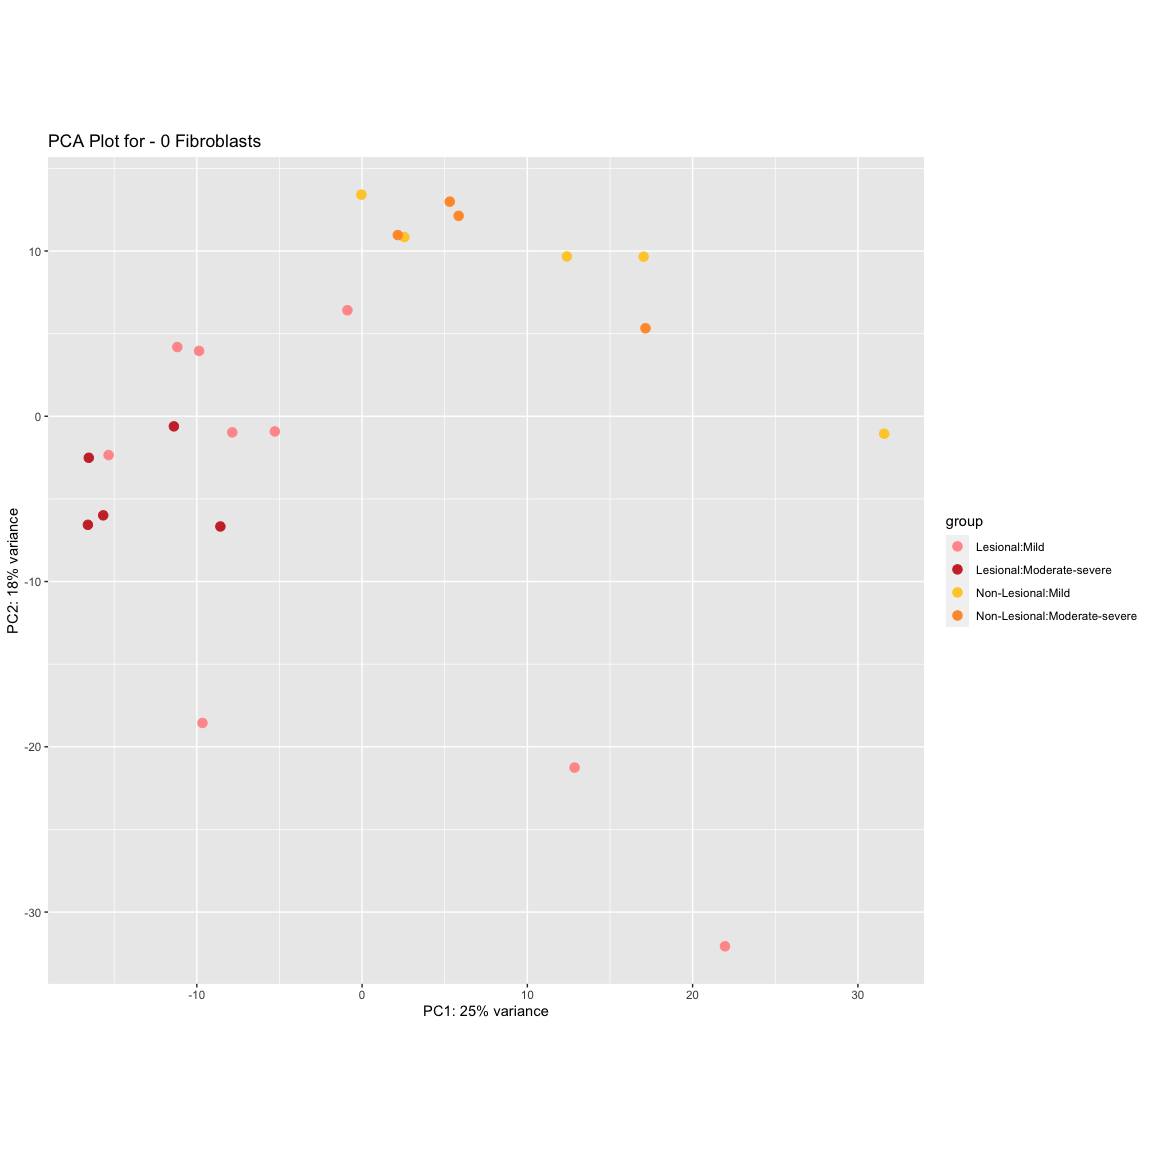 PCA Plot for - 0 Fibroblasts
PC2: 18% variance
10
0
-10
-20
-30
-10
0
10
20
30
PC1: 25% variance
group
Lesional:Mild
Lesional:Moderate-severe
Non-Lesional:Mild
Non-Lesional:Moderate-severe